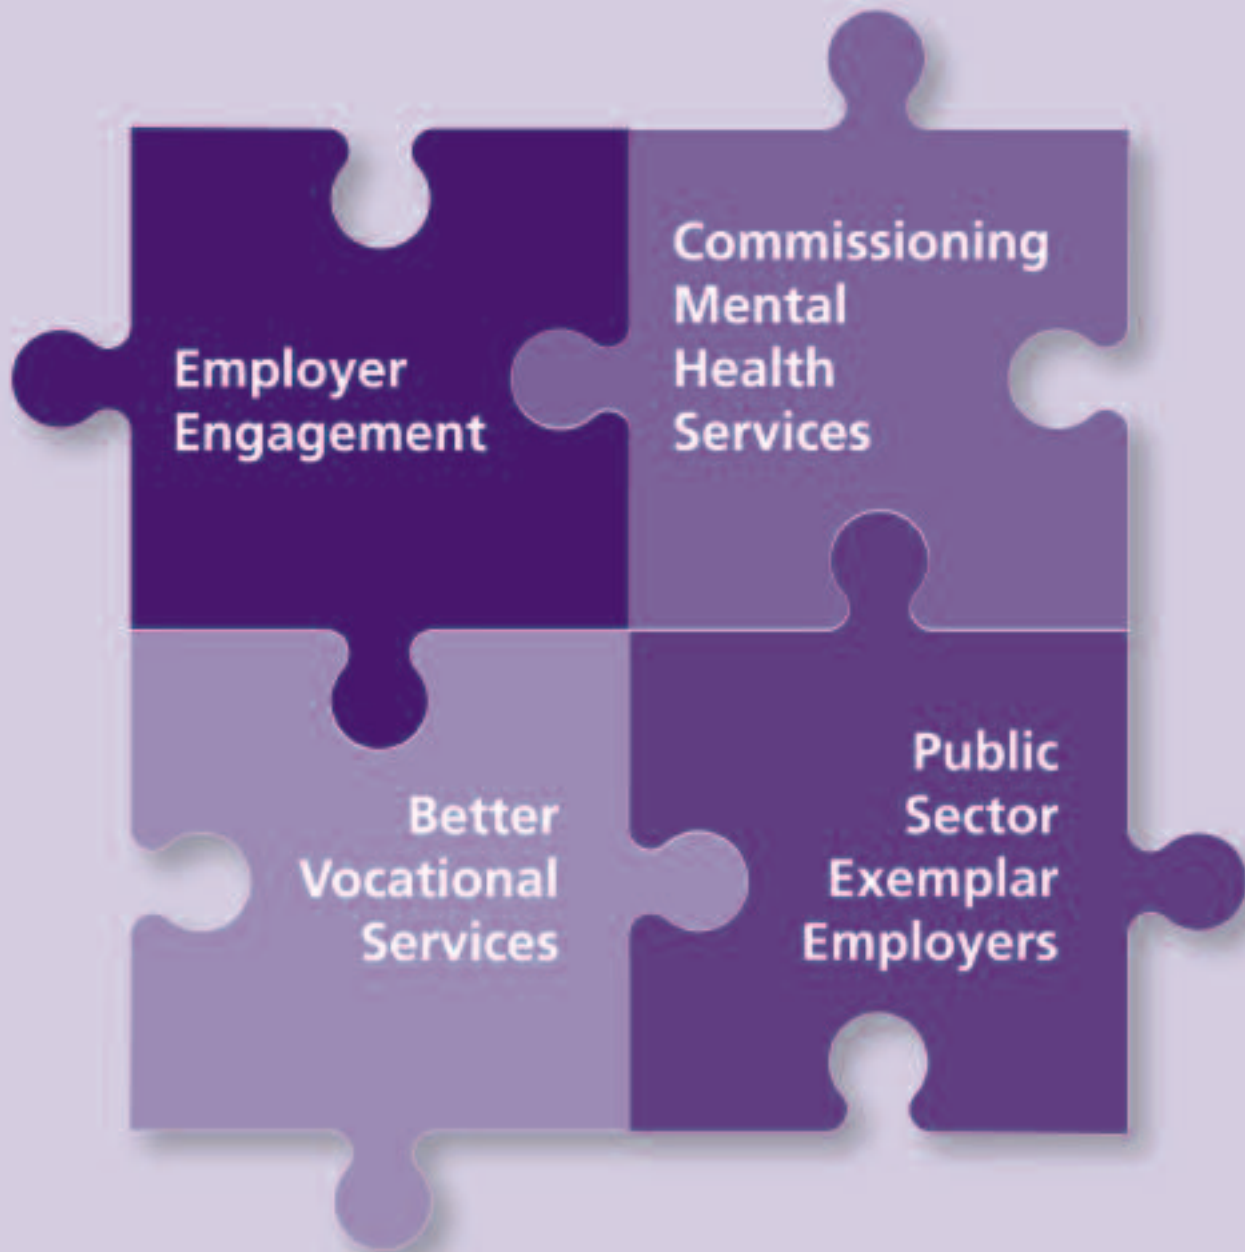 Employer
Engagement
Commissioning
Mental
Health
Services
Better
Vocational
Services
Public
Sector
Exemplar
Employers